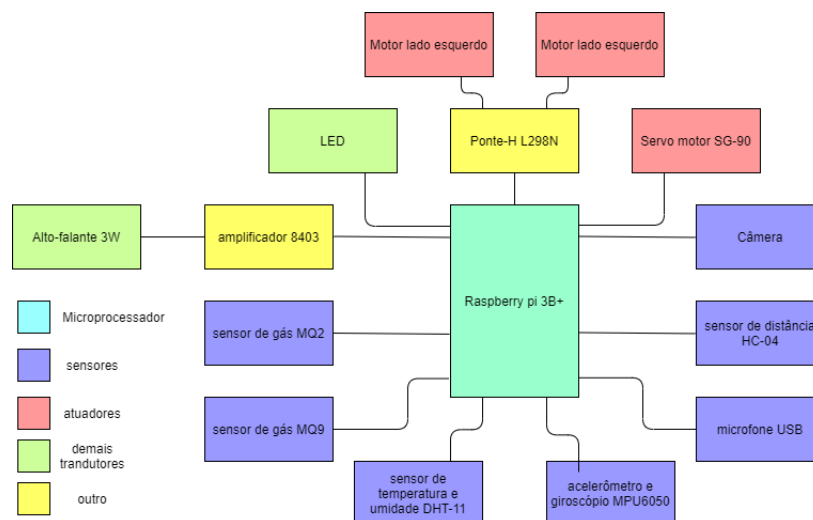 Motor lado esquerdo
Motor lado esquerdo
LED
Ponte-H L298N
Servo motor SG-90
Alto-falante 3W
amplificador 8403
Câmera
Raspberry pi 3B+
Microprocessador
sensor de gás MQ2
sensor de distância
HC-04
sensores
atuadores
sensor de gás MQ9
microfone USB
demais
trandutores
sensor de
temperatura e
umidade DHT-11
acelerômetro e
giroscópio MPU6050
outro